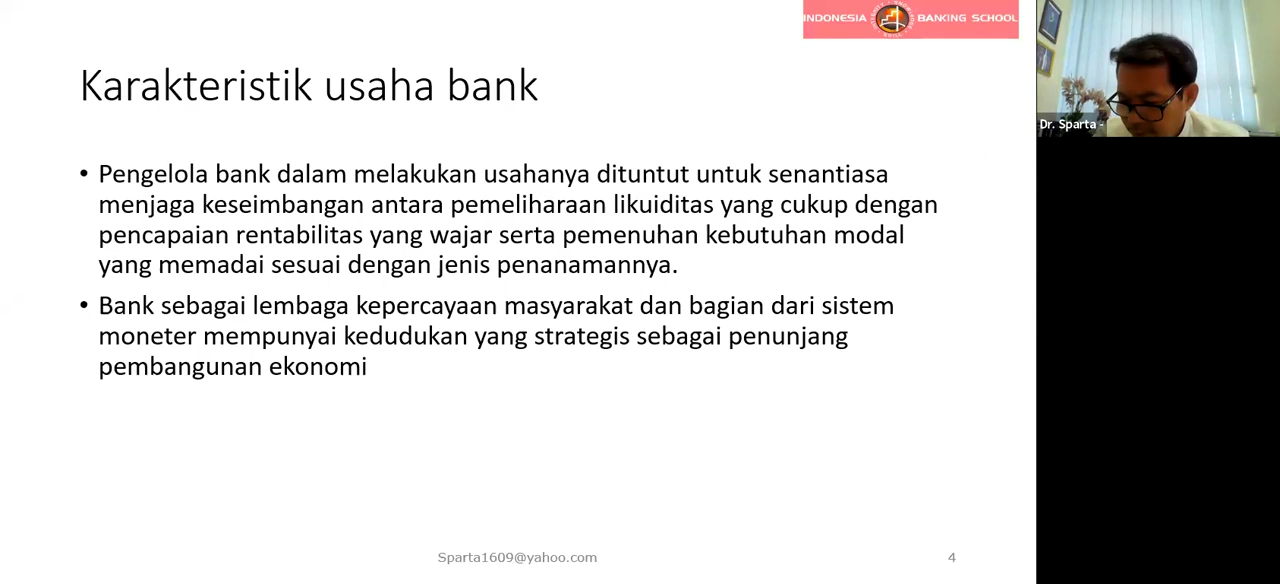 INDONESIA BANKING SCHOOL
Karakteristik usaha bank
Dr. Sparta -
• Pengelola bank dalam melakukan usahanya dituntut untuk senantiasa
menjaga keseimbangan antara pemeliharaan likuiditas yang cukup dengan
pencapaian rentabilitas yang wajar serta pemenuhan kebutuhan modal
yang memadai sesuai dengan jenis penanamannya.
• Bank sebagai lembaga kepercayaan masyarakat dan bagian dari sistem
moneter mempunyai kedudukan yang strategis sebagai penunjang
pembangunan ekonomi
Sparta1609@yahoo.com
4